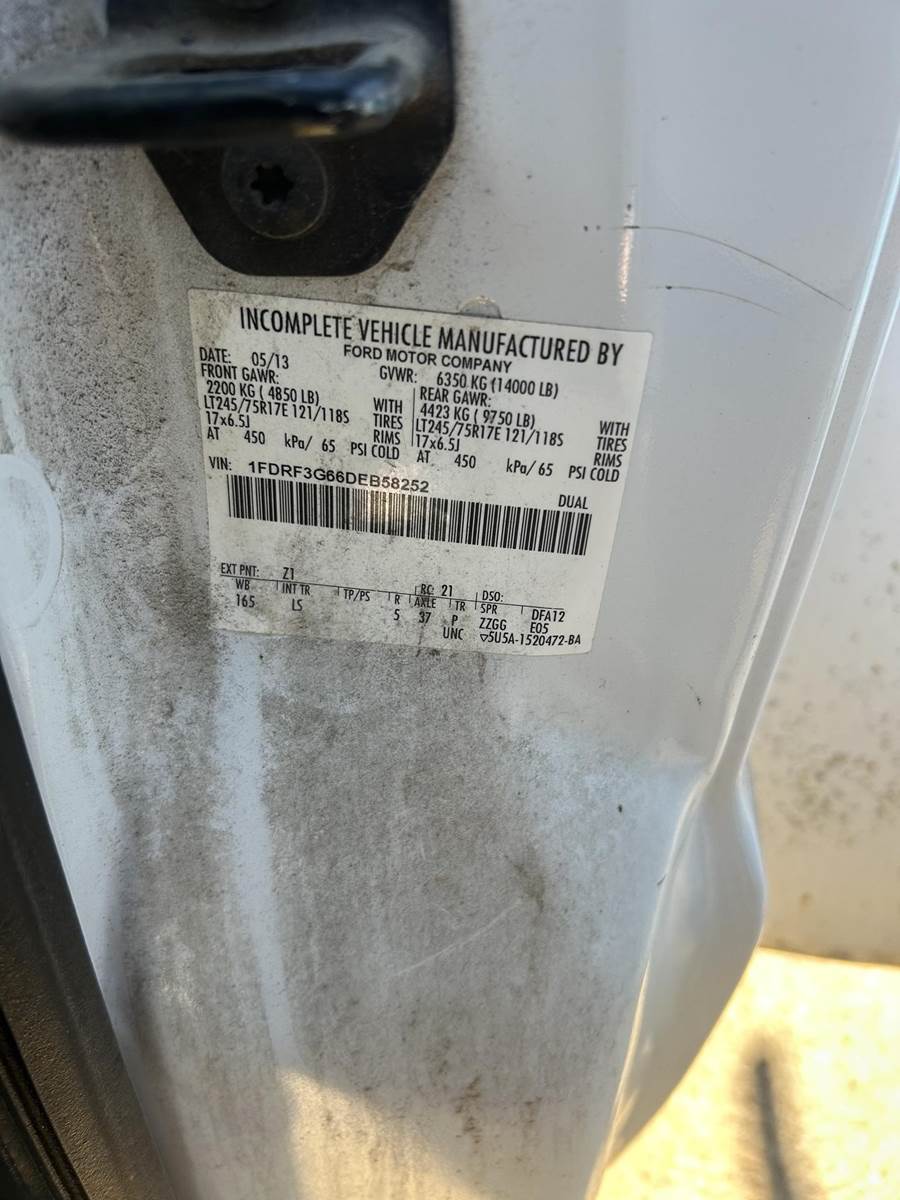 INCOMPLETE VEHICLE MANUFACTURED BY
FORD MOTOR COMPANY
DATE: 05/13 GVWR: 6350 KG (14000 LB)
FRONT GAWR: REAR GAWR:
2200 KG ( 4850 LB) WITH 4423 KG ( 9750 LB) WITH
LT245/75R17E 121/118S TIRES LT245/75R17E 121/118S TIRES
17x6.5J RIMS 17x6.5J RIMS
AT 450 kPa/ 65 PSI COLD AT 450 kPa/ 65 PSI COLD
VIN: 1FDRF3G66DEB58252
DUAL
EXT PNT: Z1 RC: 21 DSO:
WB INT TR TP/PS R AXLE TR SPR DFA12
165 LS 5 37 P ZZGG E05
UNC ▽5U5A-1520472-BA